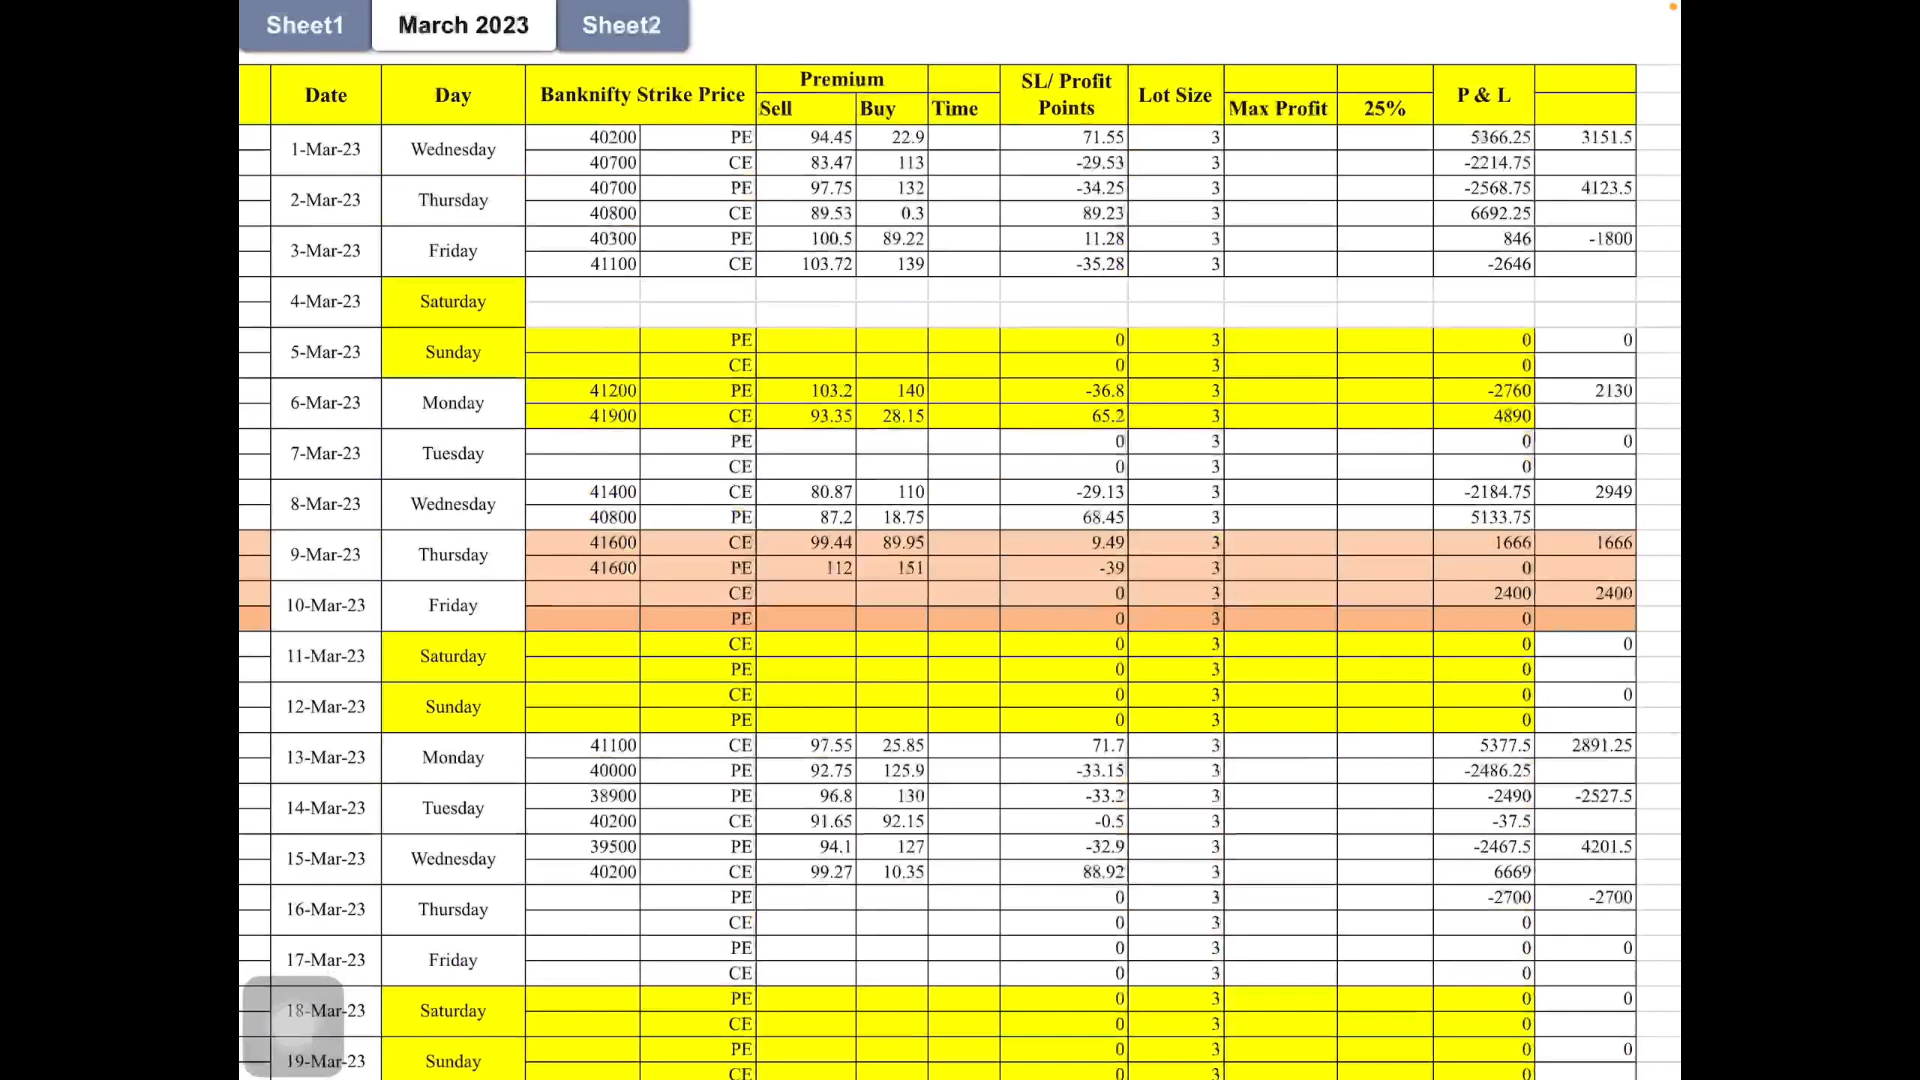 Sheet1 March 2023 Sheet2
Date Day Banknifty Strike Price Premium Sell Buy Time SL/ Profit Points Lot Size Max Profit 25% P & L
1-Mar-23 Wednesday 40200 PE 94.45 22.9 71.55 3 5366.25 3151.5
40700 CE 83.47 113 -29.53 3 -2214.75
2-Mar-23 Thursday 40700 PE 97.75 132 -34.25 3 -2568.75 4123.5
40800 CE 89.53 0.3 89.23 3 6692.25
3-Mar-23 Friday 40300 PE 100.5 89.22 11.28 3 846 -1800
41100 CE 103.72 139 -35.28 3 -2646
4-Mar-23 Saturday
5-Mar-23 Sunday PE 0 3 0 0
CE 0 3 0
6-Mar-23 Monday 41200 PE 103.2 140 -36.8 3 -2760 2130
41900 CE 93.35 28.15 65.2 3 4890
7-Mar-23 Tuesday PE 0 3 0 0
CE 0 3 0
8-Mar-23 Wednesday 41400 CE 80.87 110 -29.13 3 -2184.75 2949
40800 PE 87.2 18.75 68.45 3 5133.75
9-Mar-23 Thursday 41600 CE 99.44 89.95 9.49 3 1666 1666
41600 PE 112 151 -39 3 0
10-Mar-23 Friday CE 0 3 2400 2400
PE 0 3 0
11-Mar-23 Saturday CE 0 3 0 0
PE 0 3 0
12-Mar-23 Sunday CE 0 3 0 0
PE 0 3 0
13-Mar-23 Monday 41100 CE 97.55 25.85 71.7 3 5377.5 2891.25
40000 PE 92.75 125.9 -33.15 3 -2486.25
14-Mar-23 Tuesday 38900 PE 96.8 130 -33.2 3 -2490 -2527.5
40200 CE 91.65 92.15 -0.5 3 -37.5
15-Mar-23 Wednesday 39500 PE 94.1 127 -32.9 3 -2467.5 4201.5
40200 CE 99.27 10.35 88.92 3 6669
16-Mar-23 Thursday PE 0 3 -2700 -2700
CE 0 3 0
17-Mar-23 Friday PE 0 3 0 0
CE 0 3 0
18-Mar-23 Saturday PE 0 3 0 0
CE 0 3 0
19-Mar-23 Sunday PE 0 3 0 0
CE 0 3 0